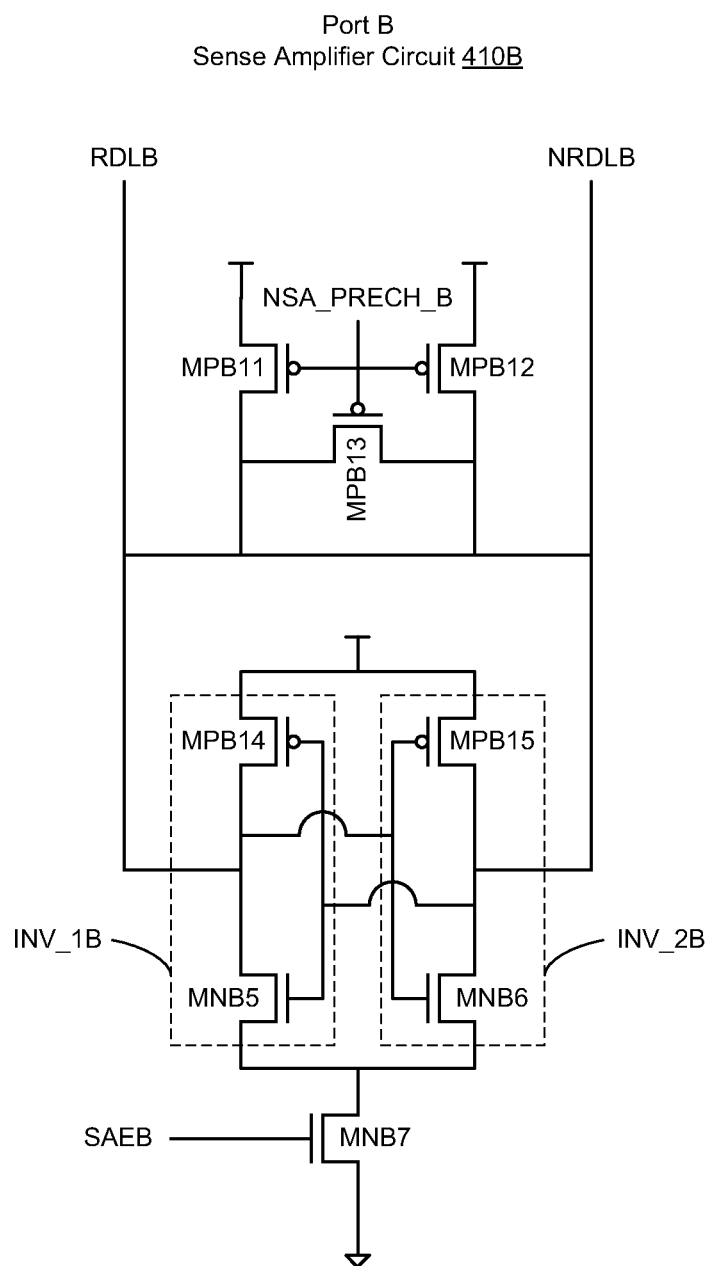 Port B
Sense Amplifier Circuit 410B
RDLB
NRDLB
NSA_PRECH_B
MPB11
MPB12
MPB13
MPB14
MPB15
INV_1B
INV_2B
MNB5
MNB6
SAEB
MNB7